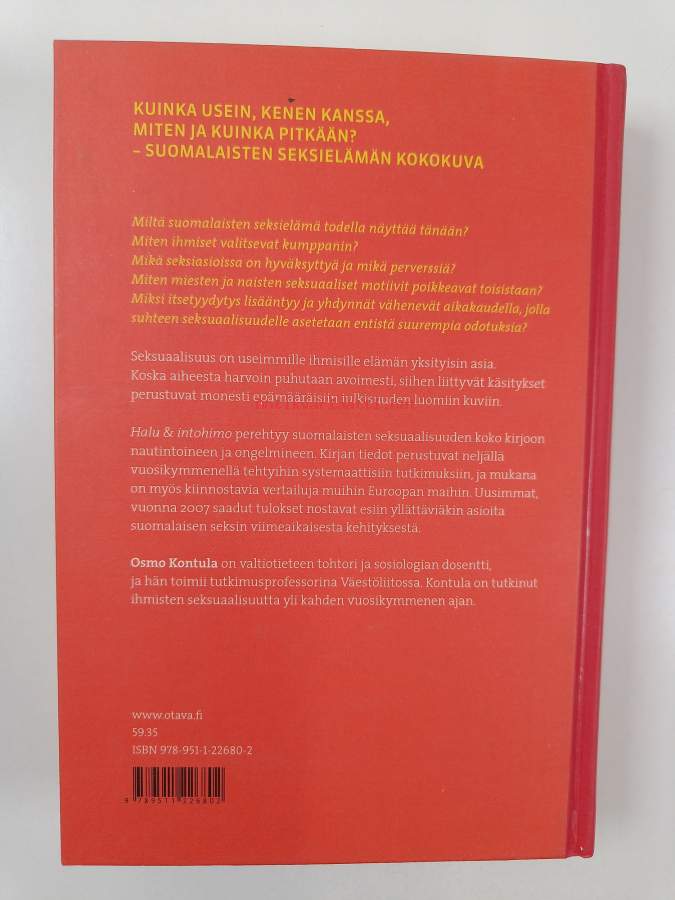 KUINKA USEIN, KENEN KANSSA,
MITEN JA KUINKA PITKÄÄN?
– SUOMALAISTEN SEKSIELÄMÄN KOKOKUVA
Miltä suomalaisten seksielämä todella näyttää tänään?
Miten ihmiset valitsevat kumppanin?
Mikä seksiasioissa on hyväksyttyä ja mikä perverssiä?
Miten miesten ja naisten seksuaaliset motiivit poikkeavat toisistaan?
Miksi itsetyydytys lisääntyy ja yhdynnät vähenevät aikakaudella, jolla
suhteen seksuaalisuudelle asetetaan entistä suurempia odotuksia?
Seksuaalisuus on useimmille ihmisille elämän yksityisin asia.
Koska aiheesta harvoin puhutaan avoimesti, siihen liittyvät käsitykset
perustuvat monesti epämääräisiin julkisuuden luomiin kuviin.
Halu & intohimo perehtyy suomalaisten seksuaalisuuden koko kirjoon
nautintoineen ja ongelmineen. Kirjan tiedot perustuvat neljällä
vuosikymmenellä tehtyihin systemaattisiin tutkimuksiin, ja mukana
on myös kiinnostavia vertailuja muihin Euroopan maihin. Uusimmat,
vuonna 2007 saadut tulokset nostavat esiin yllättäviäkin asioita
suomalaisen seksin viimeaikaisesta kehityksestä.
Osmo Kontula on valtiotieteen tohtori ja sosiologian dosentti,
ja hän toimii tutkimusprofessorina Väestöliitossa. Kontula on tutkinut
ihmisten seksuaalisuutta yli kahden vuosikymmenen ajan.
www.otava.fi
59.35
ISBN 978-951-1-22680-2
9 789511 226802